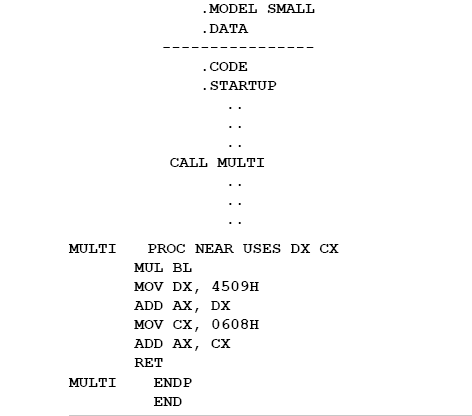 .MODEL SMALL
.DATA
----------------
.CODE
.STARTUP
..
..
..
CALL MULTI
..
..
..
MULTI PROC NEAR USES DX CX
MUL BL
MOV DX, 4509H
ADD AX, DX
MOV CX, 0608H
ADD AX, CX
RET
MULTI ENDP
END